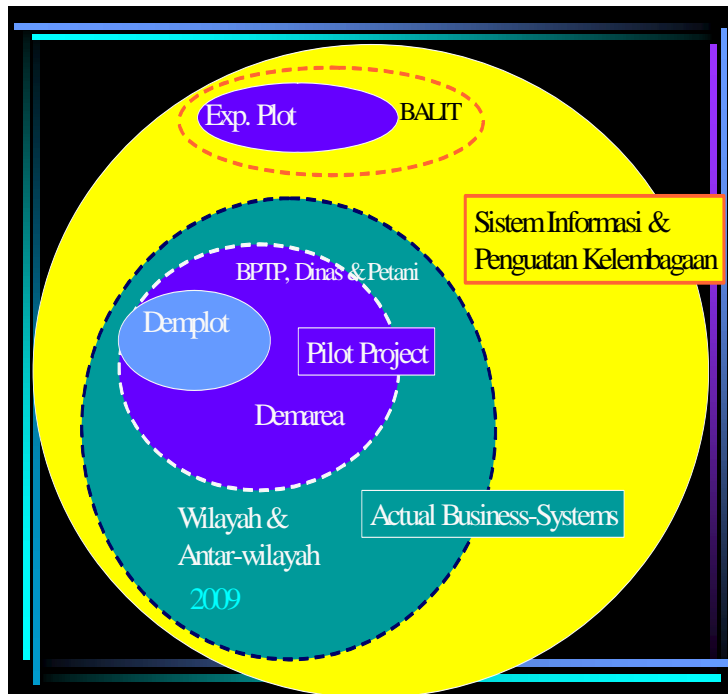 Exp. Plot
BALIT
Sistem Informasi &
Penguatan Kelembagaan
BPTP, Dinas & Petani
Demplot
Pilot Project
Demarea
Wilayah &
Antar-wilayah
2009
Actual Business-Systems